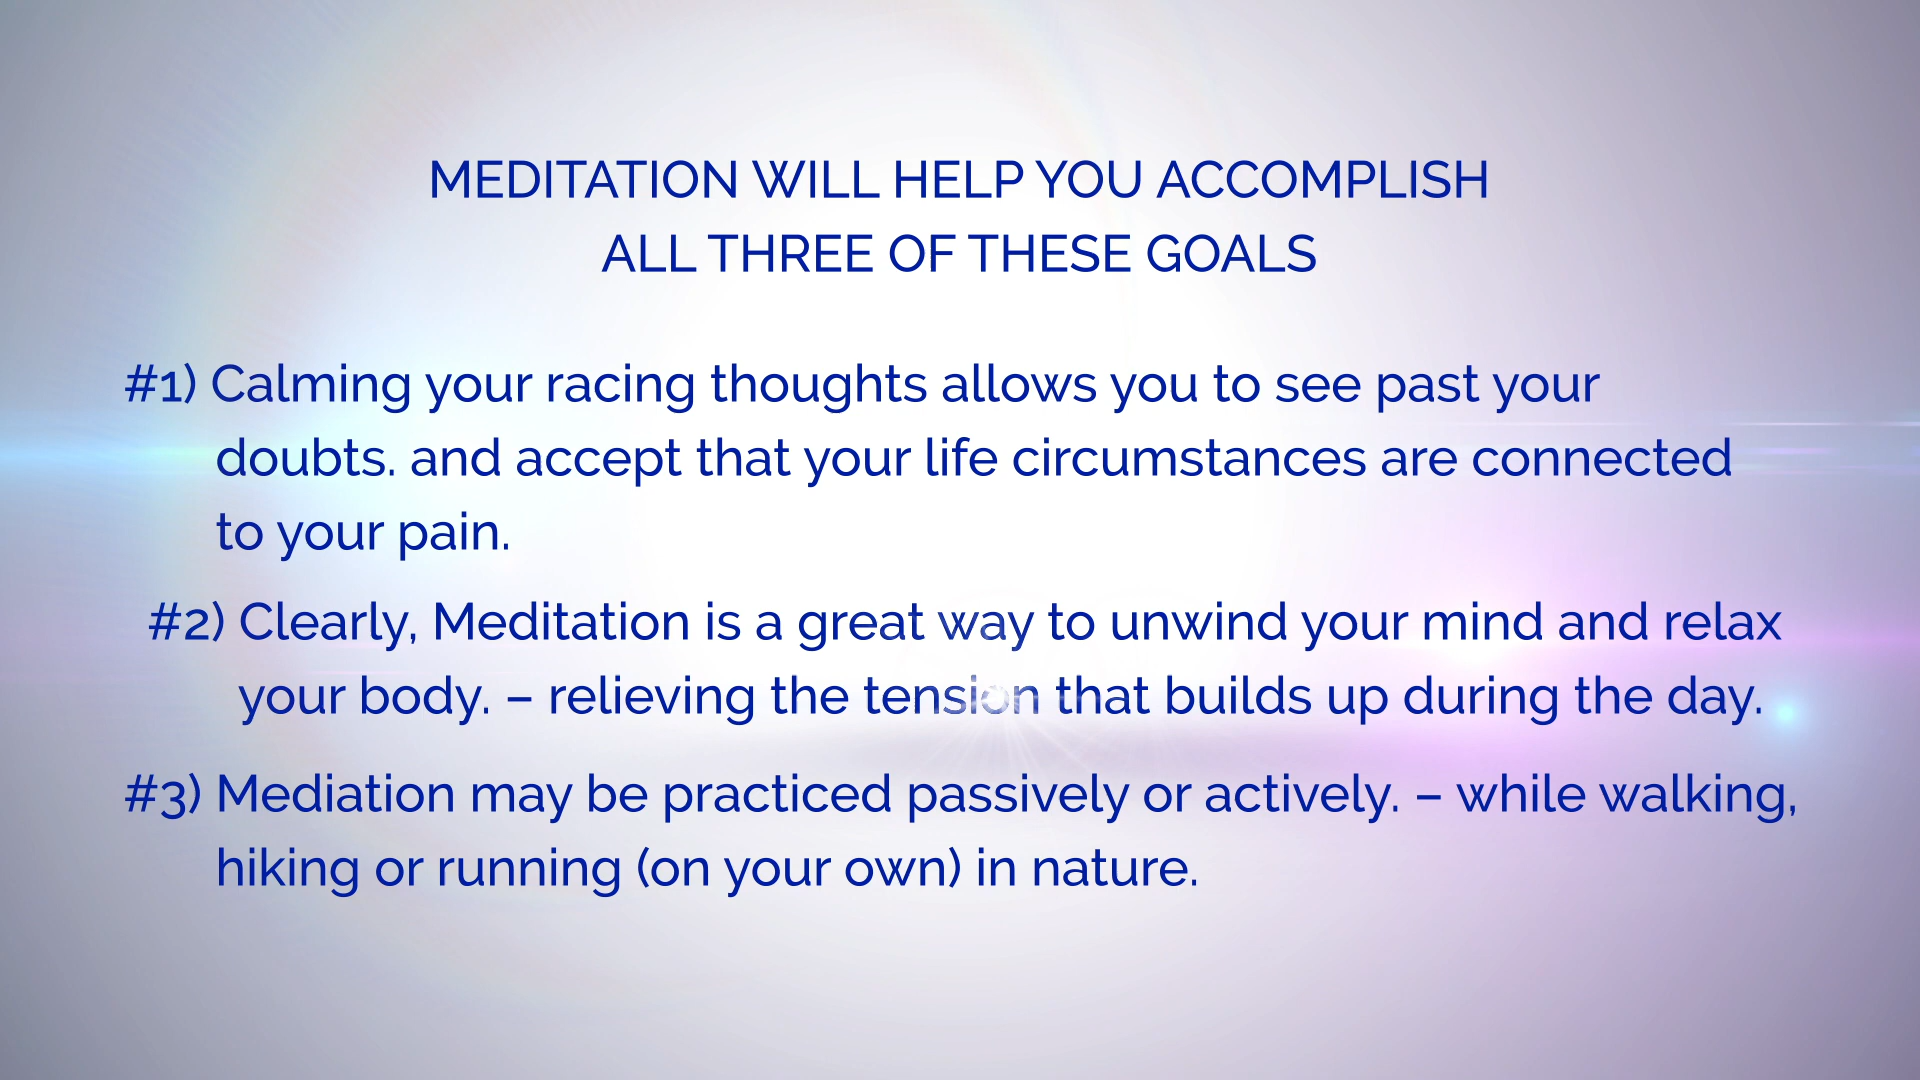 MEDITATION WILL HELP YOU ACCOMPLISH
ALL THREE OF THESE GOALS
#1) Calming your racing thoughts allows you to see past your
doubts. and accept that your life circumstances are connected
to your pain.
#2) Clearly, Meditation is a great way to unwind your mind and relax
your body. – relieving the tension that builds up during the day.
#3) Mediation may be practiced passively or actively. – while walking,
hiking or running (on your own) in nature.